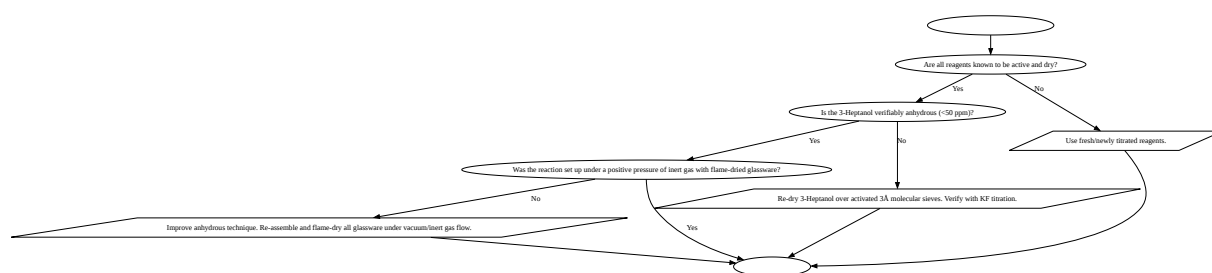 Are all reagents known to be active and dry?
Yes
No
Is the 3-Heptanol verifiably anhydrous (<50 ppm)?
Use fresh/newly titrated reagents.
Yes
No
Was the reaction set up under a positive pressure of inert gas with flame-dried glassware?
No
Re-dry 3-Heptanol over activated 3Å molecular sieves. Verify with KF titration.
Improve anhydrous technique. Re-assemble and flame-dry all glassware under vacuum/inert gas flow.
Yes